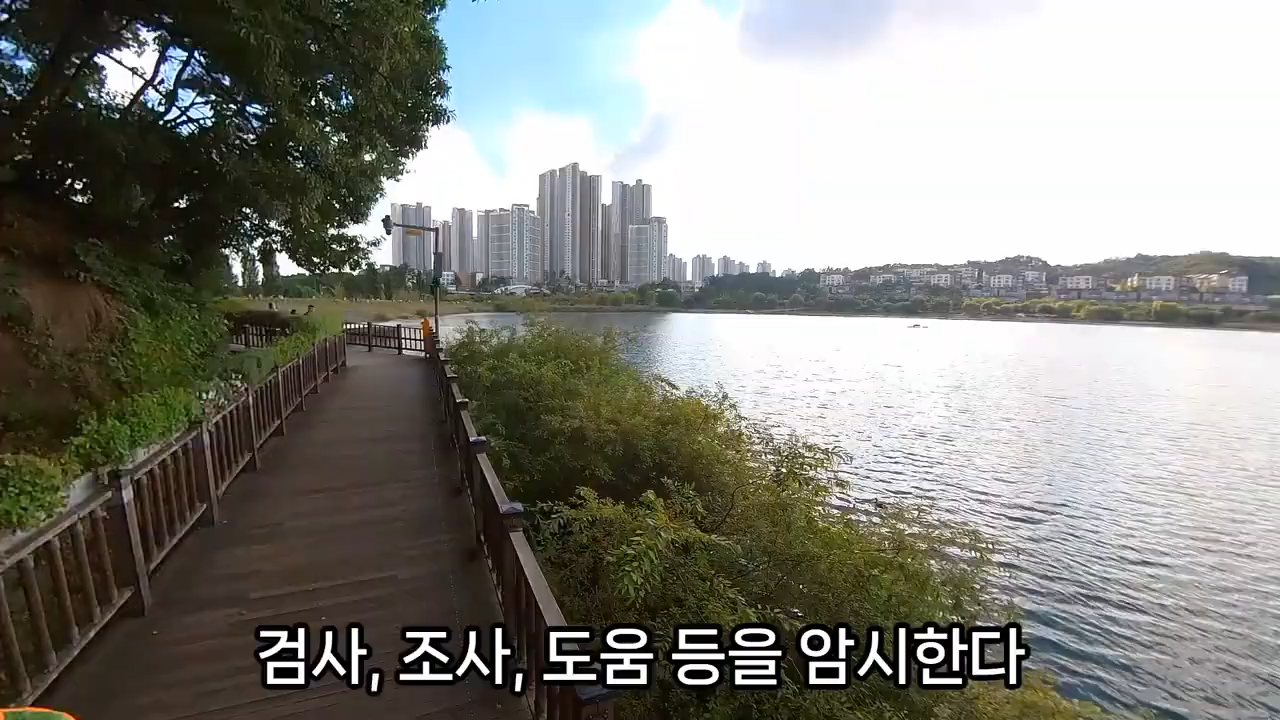 검사, 조사, 도움 등을 암시한다